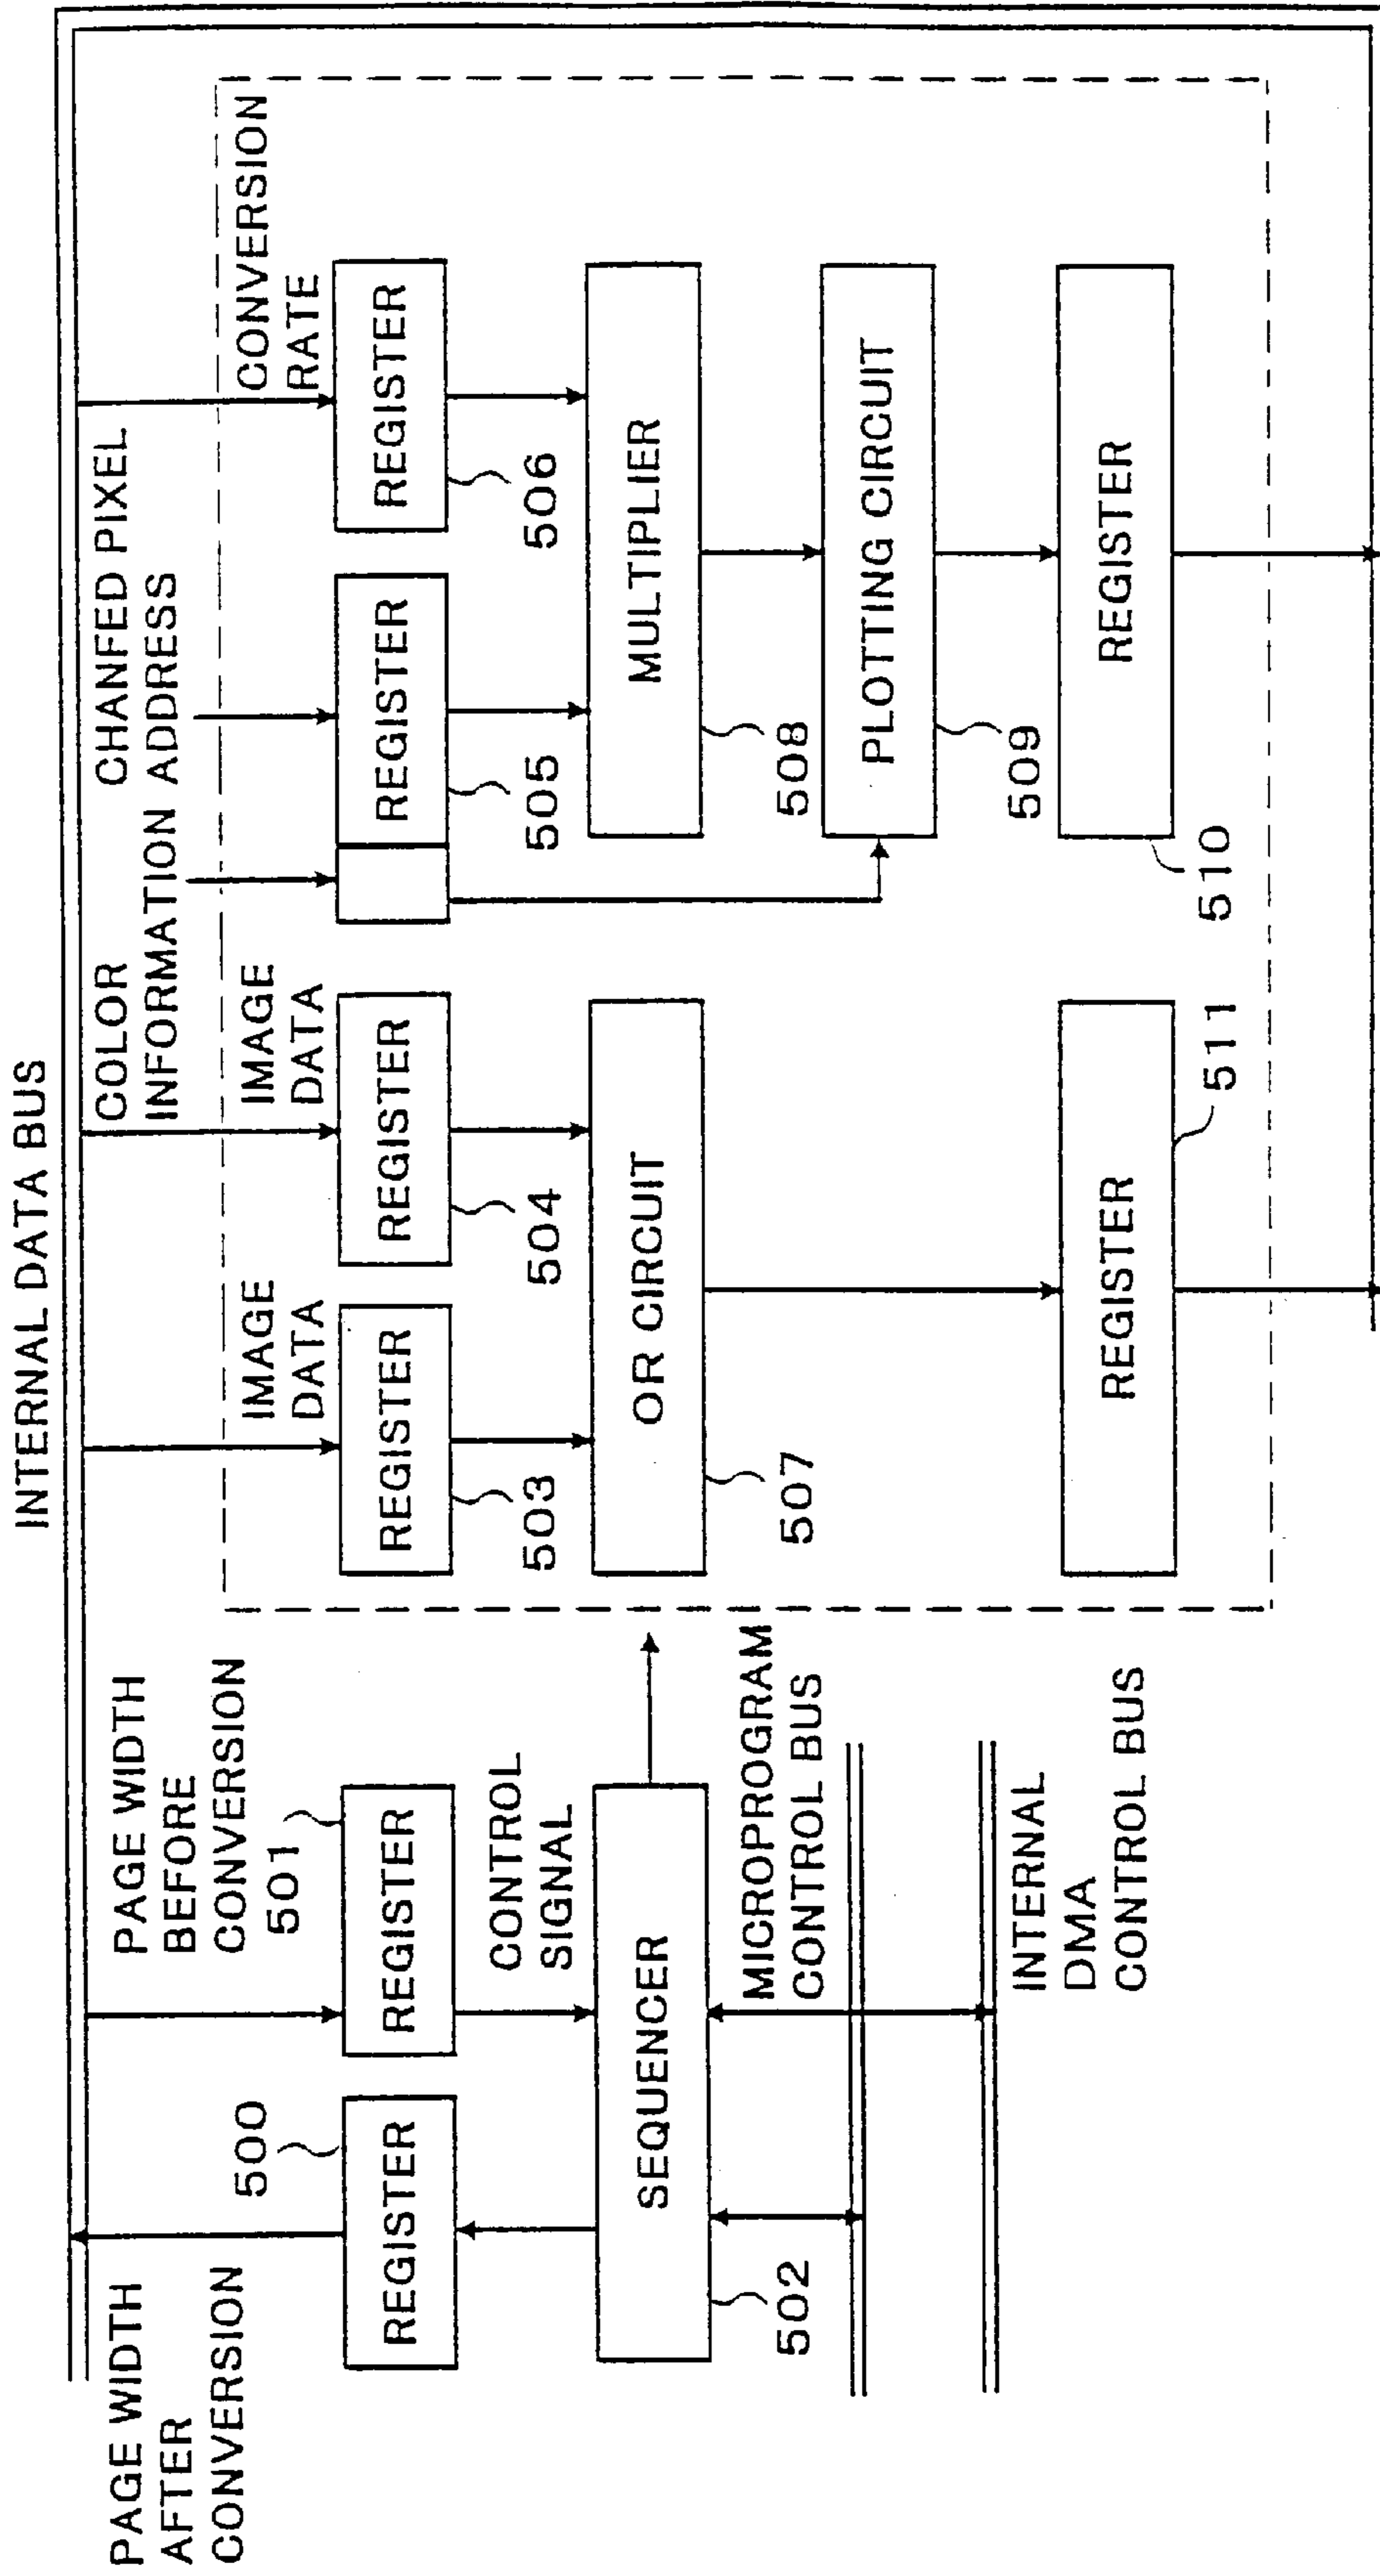 INTERNAL DATA BUS
PAGE WIDTH
AFTER
CONVERSION
500
REGISTER
PAGE WIDTH
BEFORE
CONVERSION
501
REGISTER
CONTROL
SIGNAL
SEQUENCER
502
MICROPROGRAM
CONTROL BUS
INTERNAL
DMA
CONTROL BUS
IMAGE
DATA
REGISTER
503
IMAGE
DATA
REGISTER
504
OR CIRCUIT
507
REGISTER
511
COLOR
INFORMATION
CHANFED PIXEL
ADDRESS
REGISTER
505
CONVERSION
RATE
REGISTER
506
MULTIPLIER
508
PLOTTING CIRCUIT
509
REGISTER
510